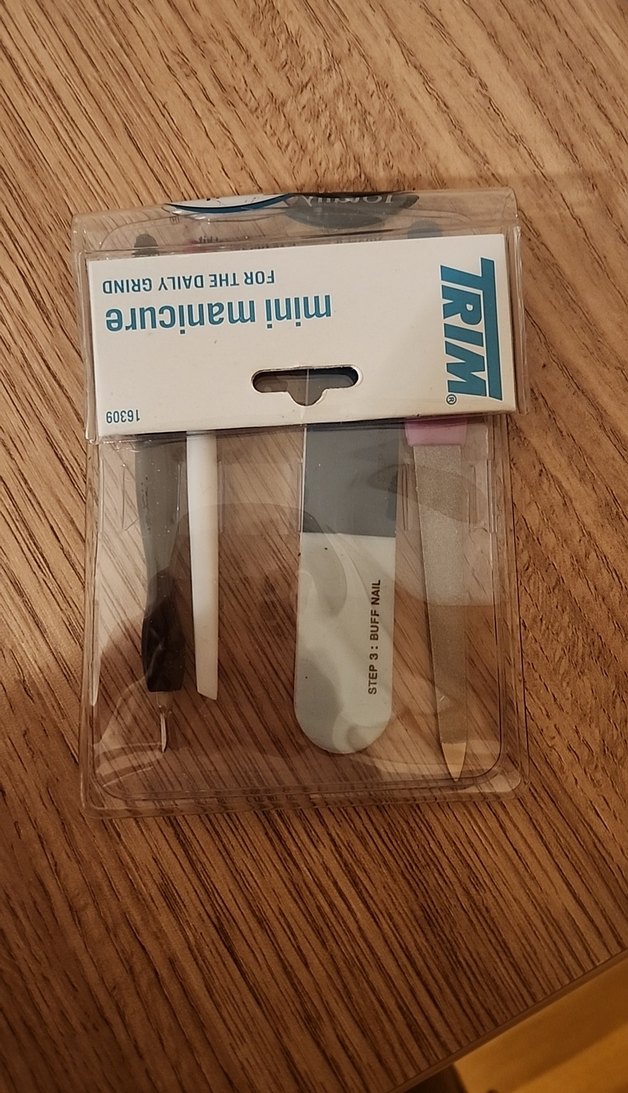 TRIM®
mini manicure
FOR THE DAILY GRIND
16309
STEP 3 : BUFF NAIL